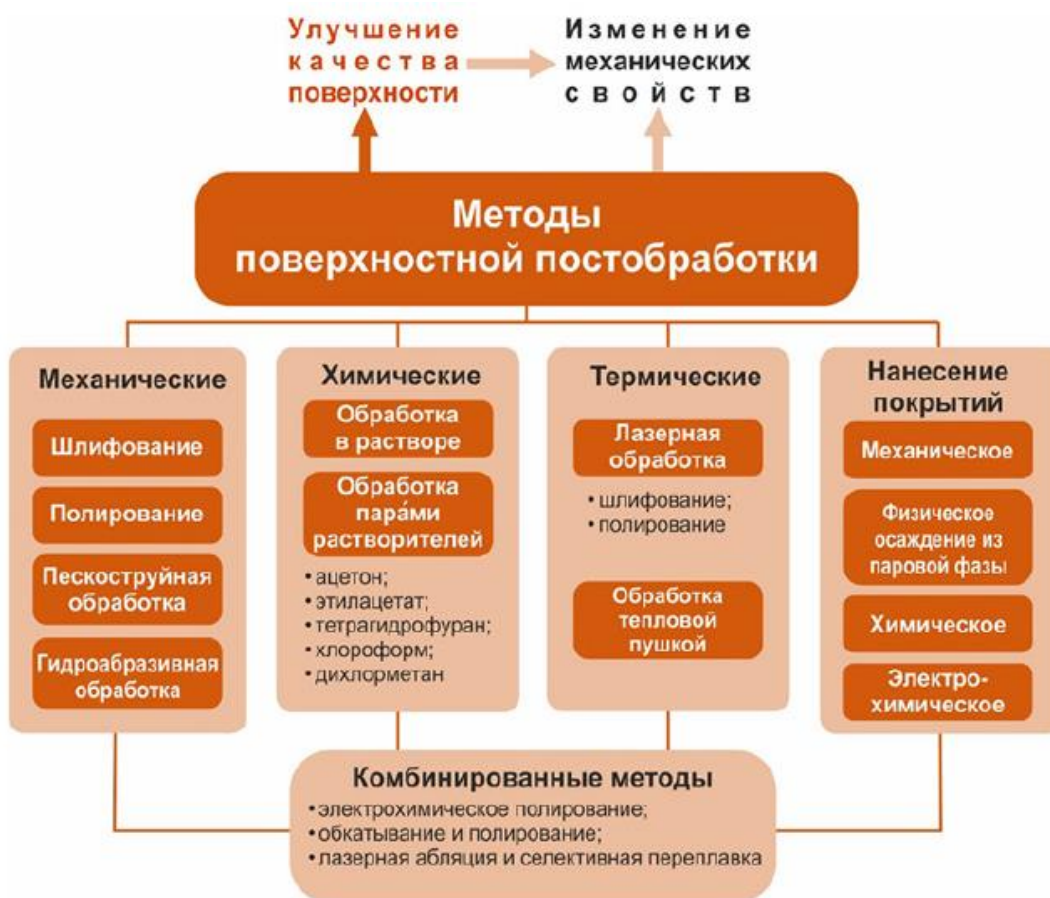 Улучшение
качества
поверхности
Изменение
механических
свойств
Методы
поверхностной постобработки
Механические
Шлифование
Полирование
Пескоструйная
обработка
Гидроабразивная
обработка
Химические
Обработка
в растворе
Обработка
пара́ми
растворителей
• ацетон;
• этилацетат;
• тетрагидрофуран;
• хлороформ;
• дихлорметан
Термические
Лазерная
обработка
• шлифование;
• полирование
Обработка
тепловой
пушкой
Нанесение
покрытий
Механическое
Физическое
осаждение из
паровой фазы
Химическое
Электро-
химическое
Комбинированные методы
• электрохимическое полирование;
• обкатывание и полирование;
• лазерная абляция и селективная переплавка